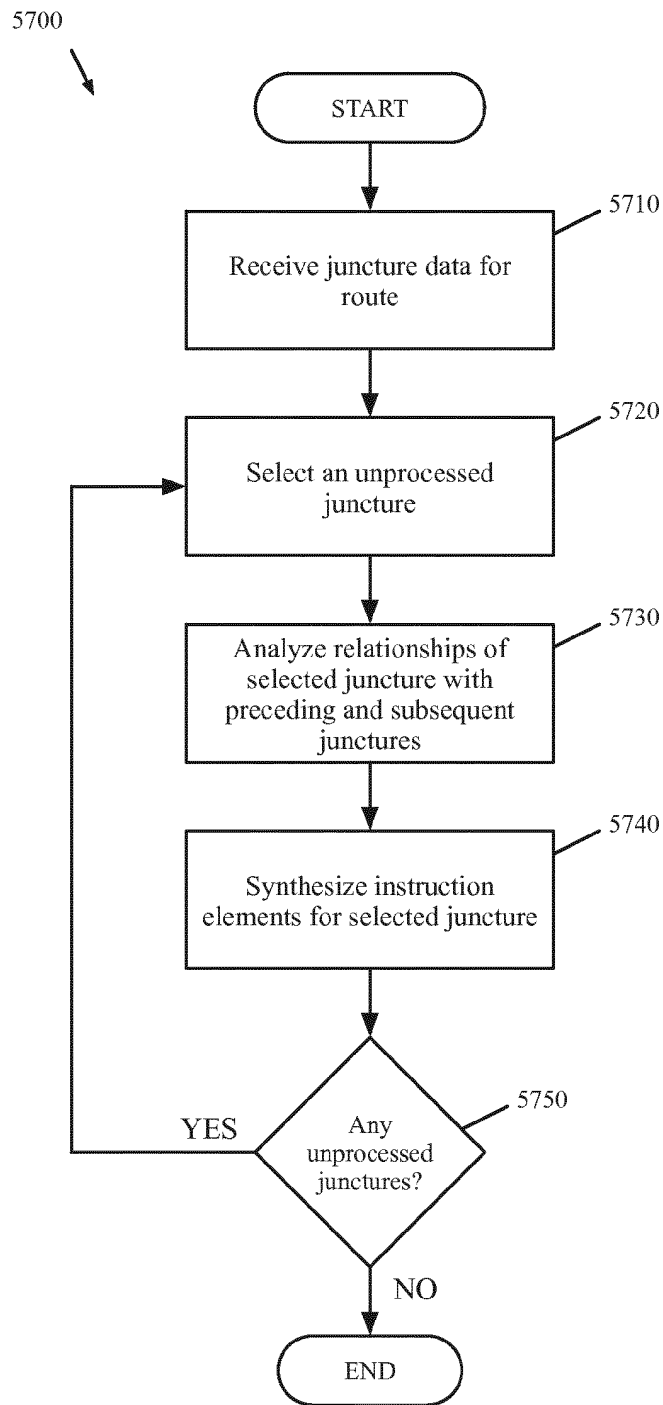 5700
START
5710
Receive juncture data for
route
5720
Select an unprocessed
juncture
5730
Analyze relationships of
selected juncture with
preceding and subsequent
junctures
5740
Synthesize instruction
elements for selected juncture
5750
YES
Any
unprocessed
junctures?
NO
END